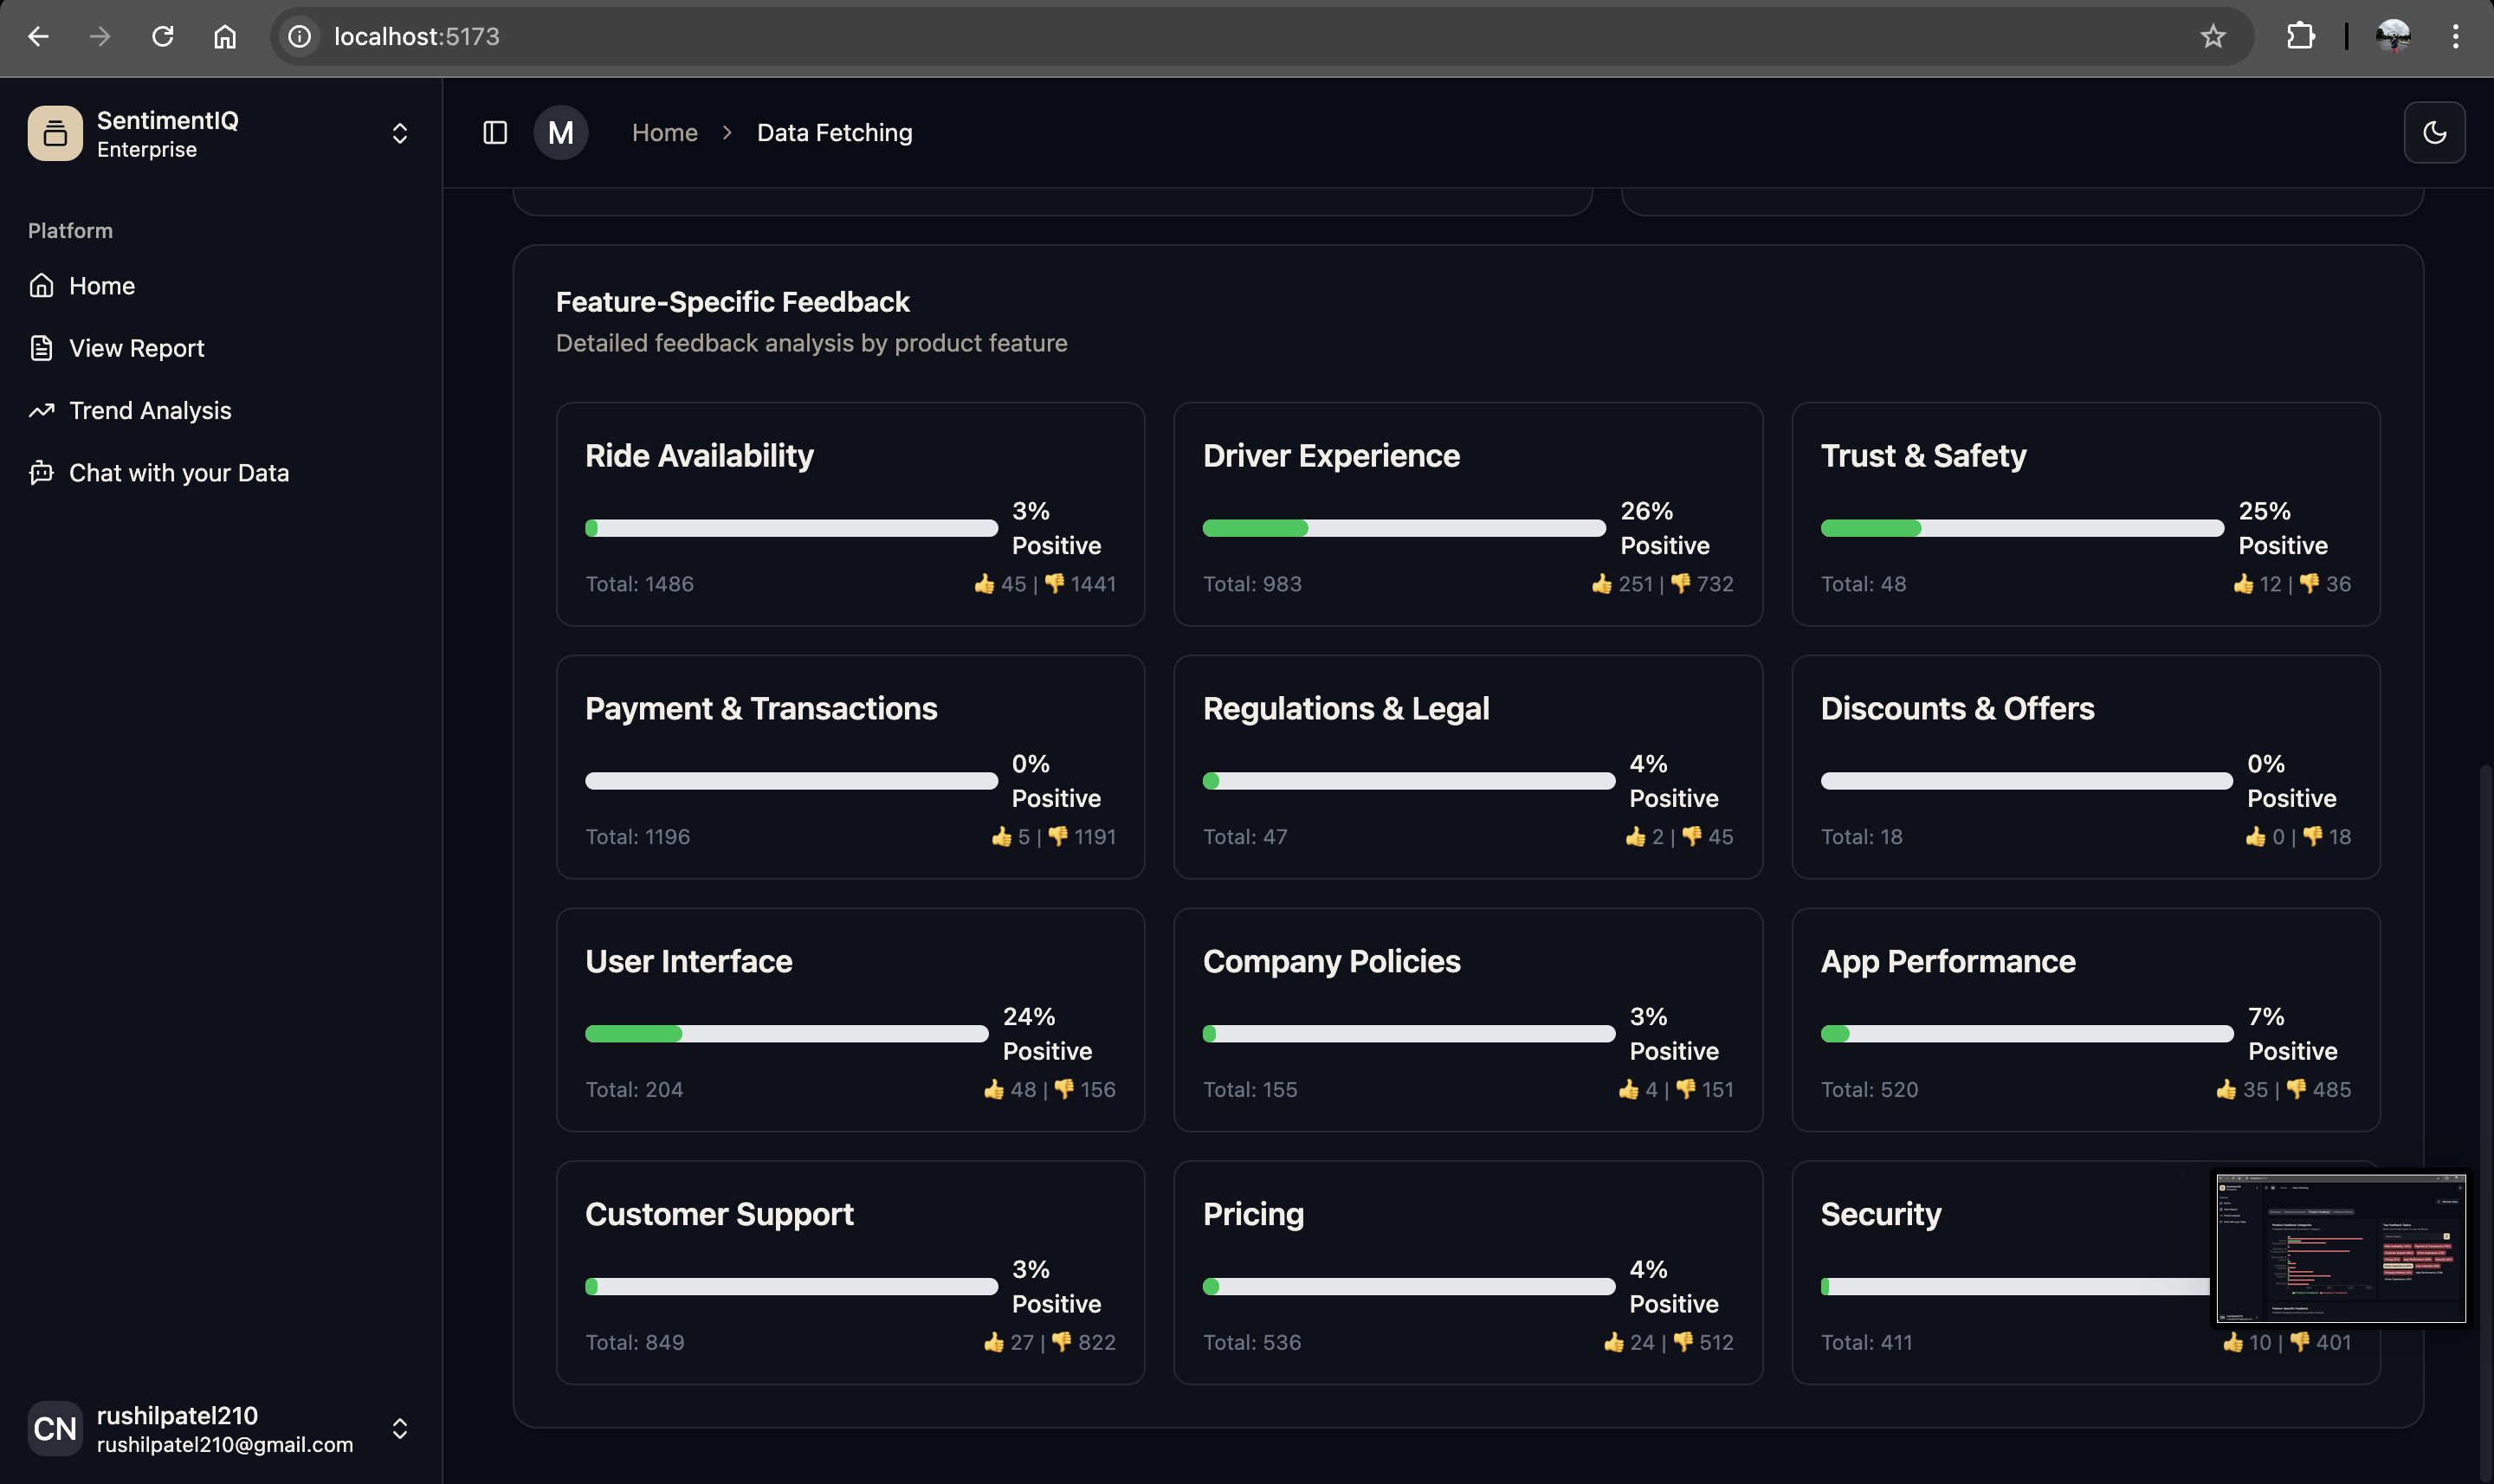 localhost:5173
SentimentIQ
Enterprise
M
Home
Data Fetching
Platform
Home
View Report
Trend Analysis
Chat with your Data
Feature-Specific Feedback
Detailed feedback analysis by product feature
Ride Availability
3%
Positive
Total: 1486
👍 45 | 👎 1441
Driver Experience
26%
Positive
Total: 983
👍 251 | 👎 732
Trust & Safety
25%
Positive
Total: 48
👍 12 | 👎 36
Payment & Transactions
0%
Positive
Total: 1196
👍 5 | 👎 1191
Regulations & Legal
4%
Positive
Total: 47
👍 2 | 👎 45
Discounts & Offers
0%
Positive
Total: 18
👍 0 | 👎 18
User Interface
24%
Positive
Total: 204
👍 48 | 👎 156
Company Policies
3%
Positive
Total: 155
👍 4 | 👎 151
App Performance
7%
Positive
Total: 520
👍 35 | 👎 485
Customer Support
3%
Positive
Total: 849
👍 27 | 👎 822
Pricing
4%
Positive
Total: 536
👍 24 | 👎 512
Security
Total: 411
👍 10 | 👎 401
CN
rushilpatel210
rushilpatel210@gmail.com